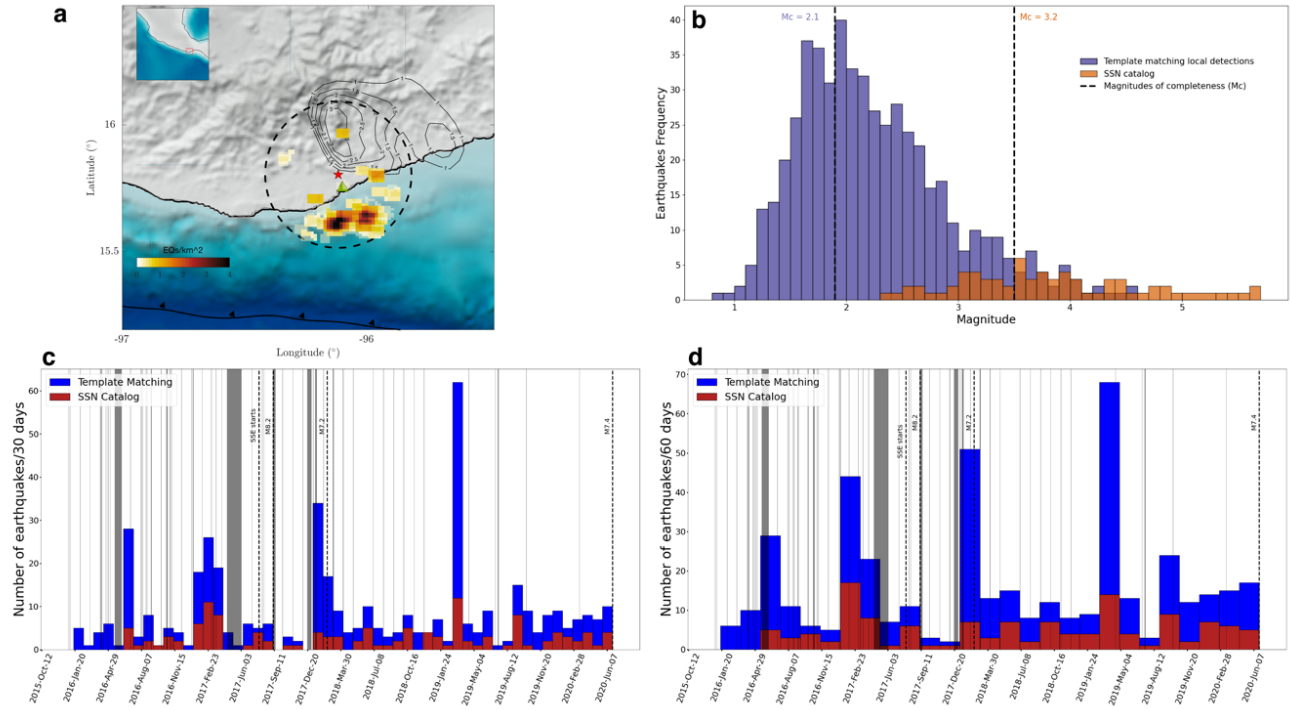 a
16
15.5
Latitude (°)
EQs/km^2
0 1 2 3 4
-97
-96
Longitude (°)
b
Mc = 2.1
Mc = 3.2
Template matching local detections
SSN catalog
Magnitudes of completeness (Mc)
40
35
30
25
20
15
10
5
0
Earthquakes Frequency
1 2 3 4 5
Magnitude
c
Template Matching
SSN Catalog
60
50
40
30
20
10
0
Number of earthquakes/30 days
SSE starts
M8.2
M7.2
M7.4
2015-Oct-12
2016-Jan-20
2016-Apr-29
2016-Aug-07
2016-Nov-15
2017-Feb-23
2017-Jun-03
2017-Sep-11
2017-Dec-20
2018-Mar-30
2018-Jul-08
2018-Oct-16
2019-Jan-24
2019-May-04
2019-Aug-12
2019-Nov-20
2020-Feb-28
2020-Jun-07
d
Template Matching
SSN Catalog
70
60
50
40
30
20
10
0
Number of earthquakes/60 days
SSE starts
M8.2
M7.2
M7.4
2015-Oct-12
2016-Jan-20
2016-Apr-29
2016-Aug-07
2016-Nov-15
2017-Feb-23
2017-Jun-03
2017-Sep-11
2017-Dec-20
2018-Mar-30
2018-Jul-08
2018-Oct-16
2019-Jan-24
2019-May-04
2019-Aug-12
2019-Nov-20
2020-Feb-28
2020-Jun-07